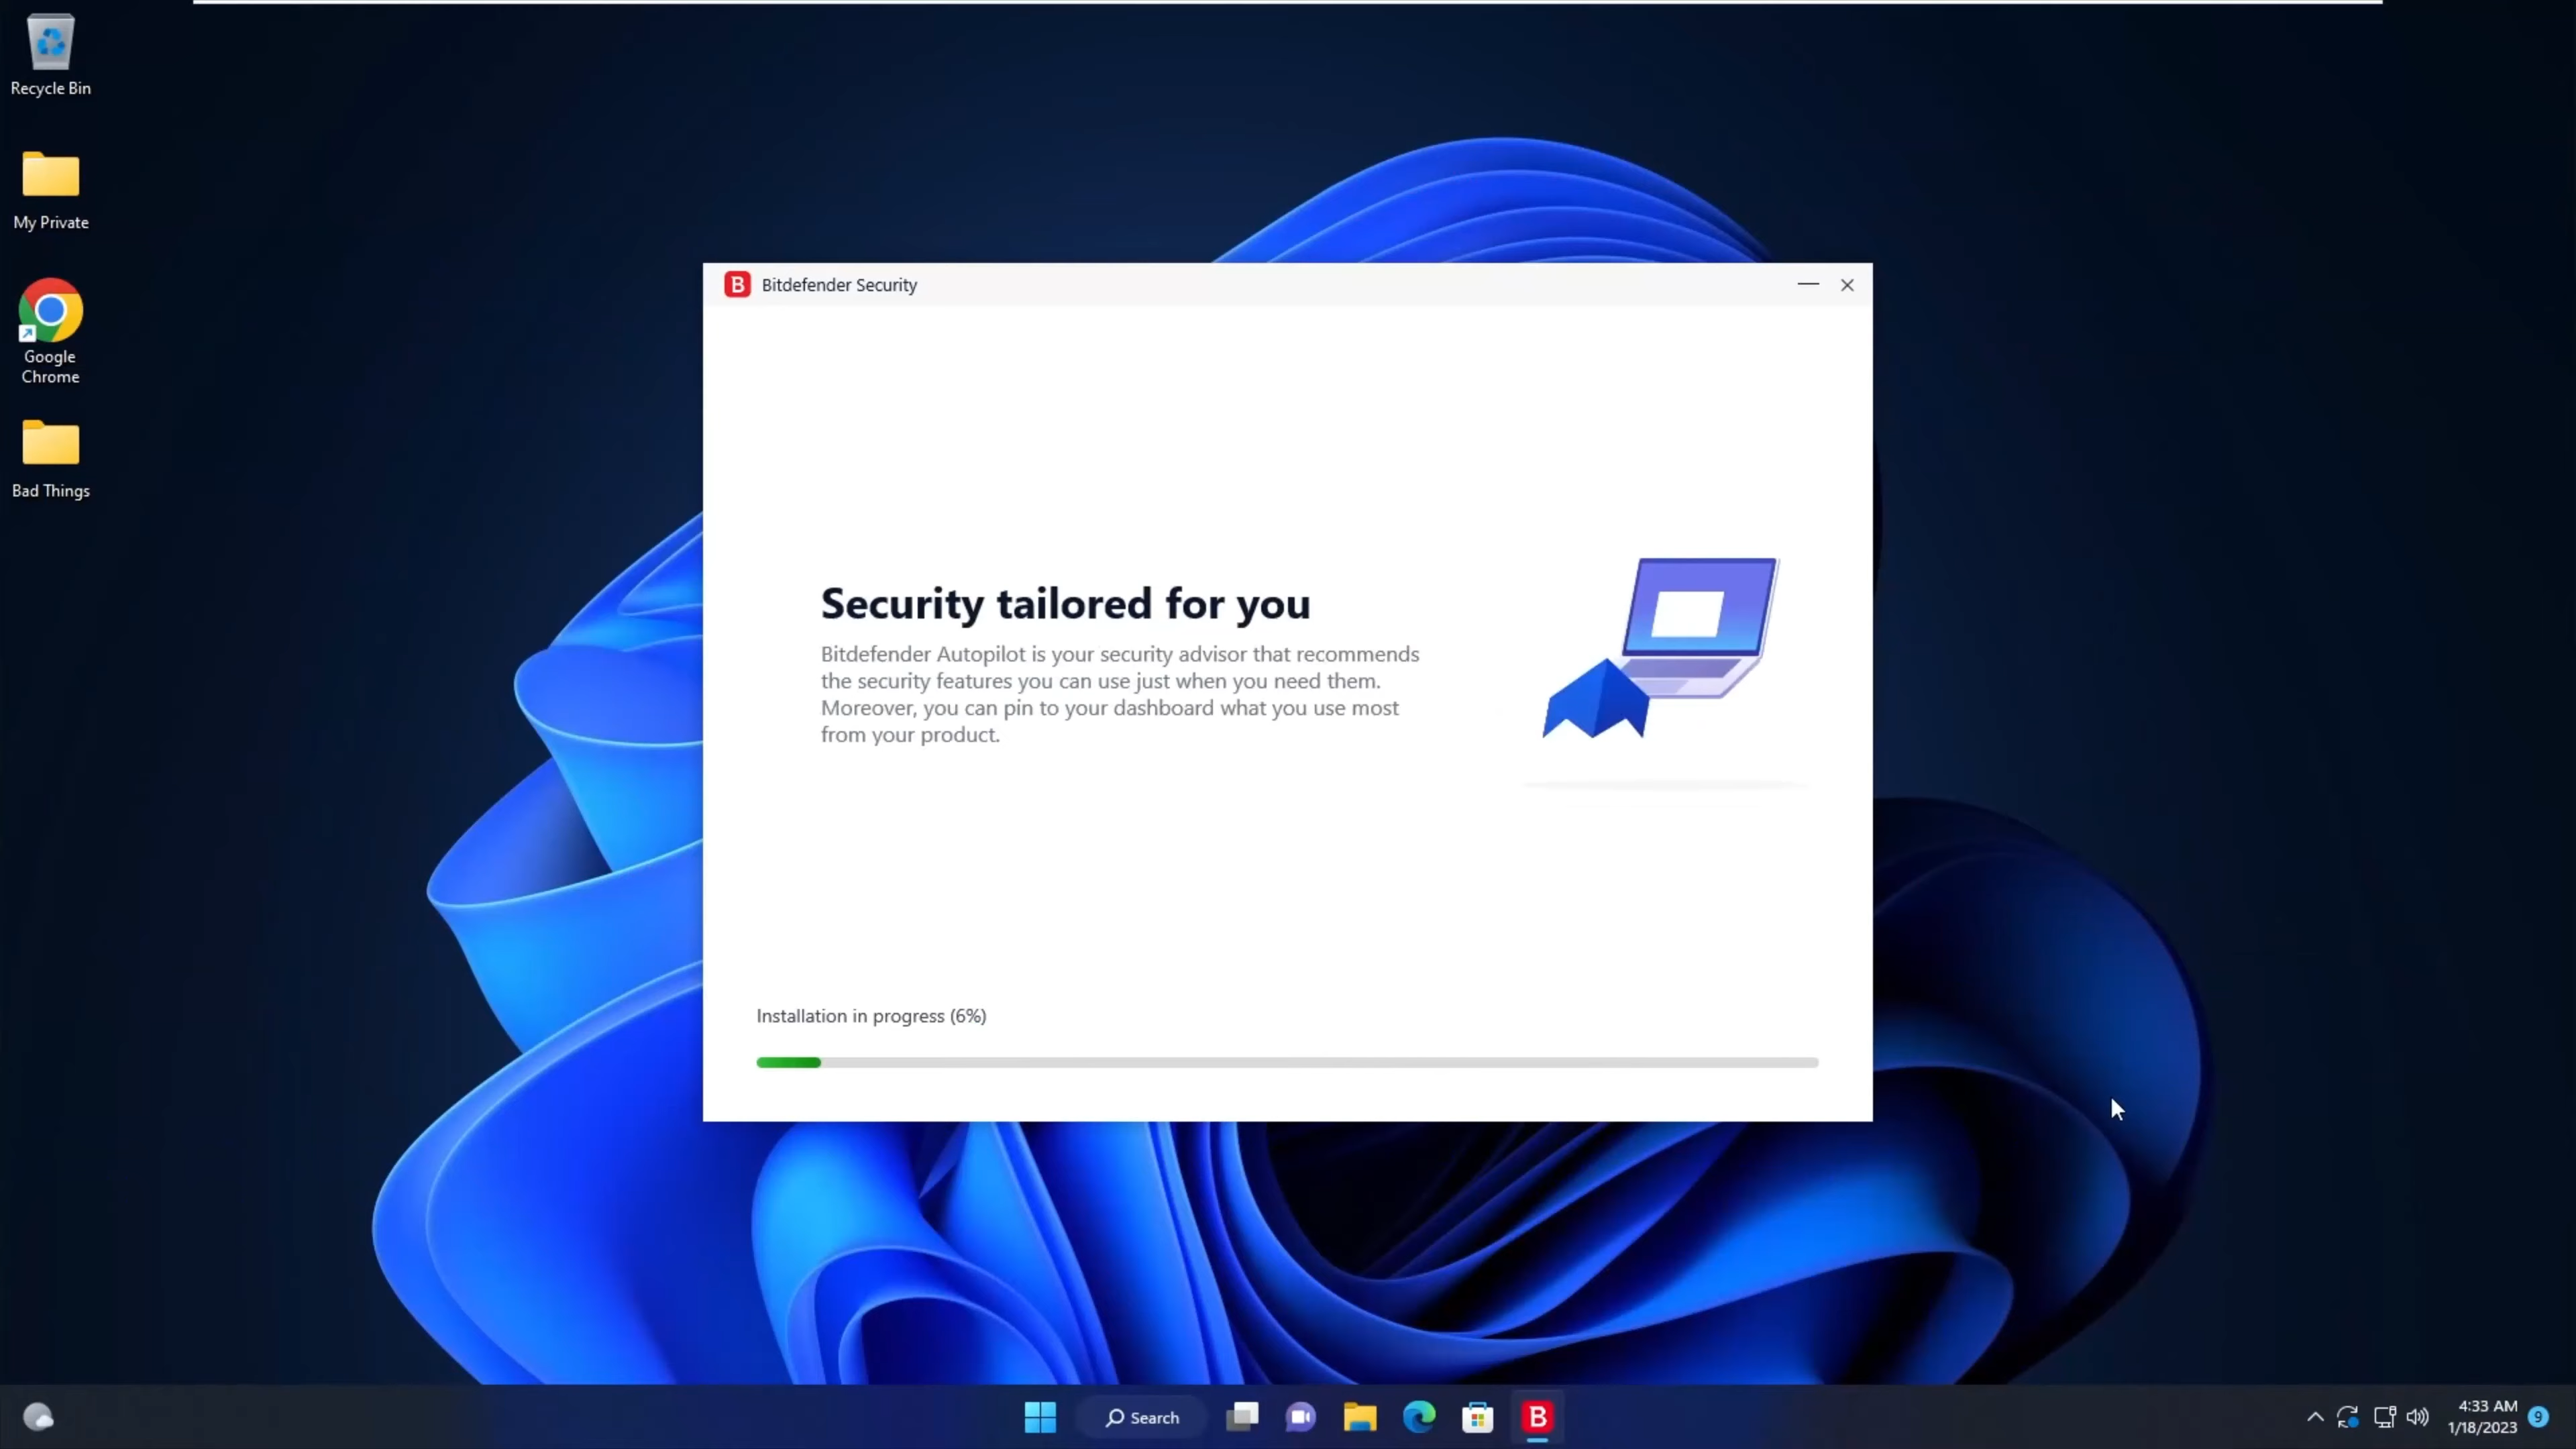 Recycle Bin
My Private
Google
Chrome
Bad Things
B Bitdefender Security
Security tailored for you
Bitdefender Autopilot is your security advisor that recommends
the security features you can use just when you need them.
Moreover, you can pin to your dashboard what you use most
from your product.
Installation in progress (6%)
Search
B
4:33 AM
1/18/2023
9